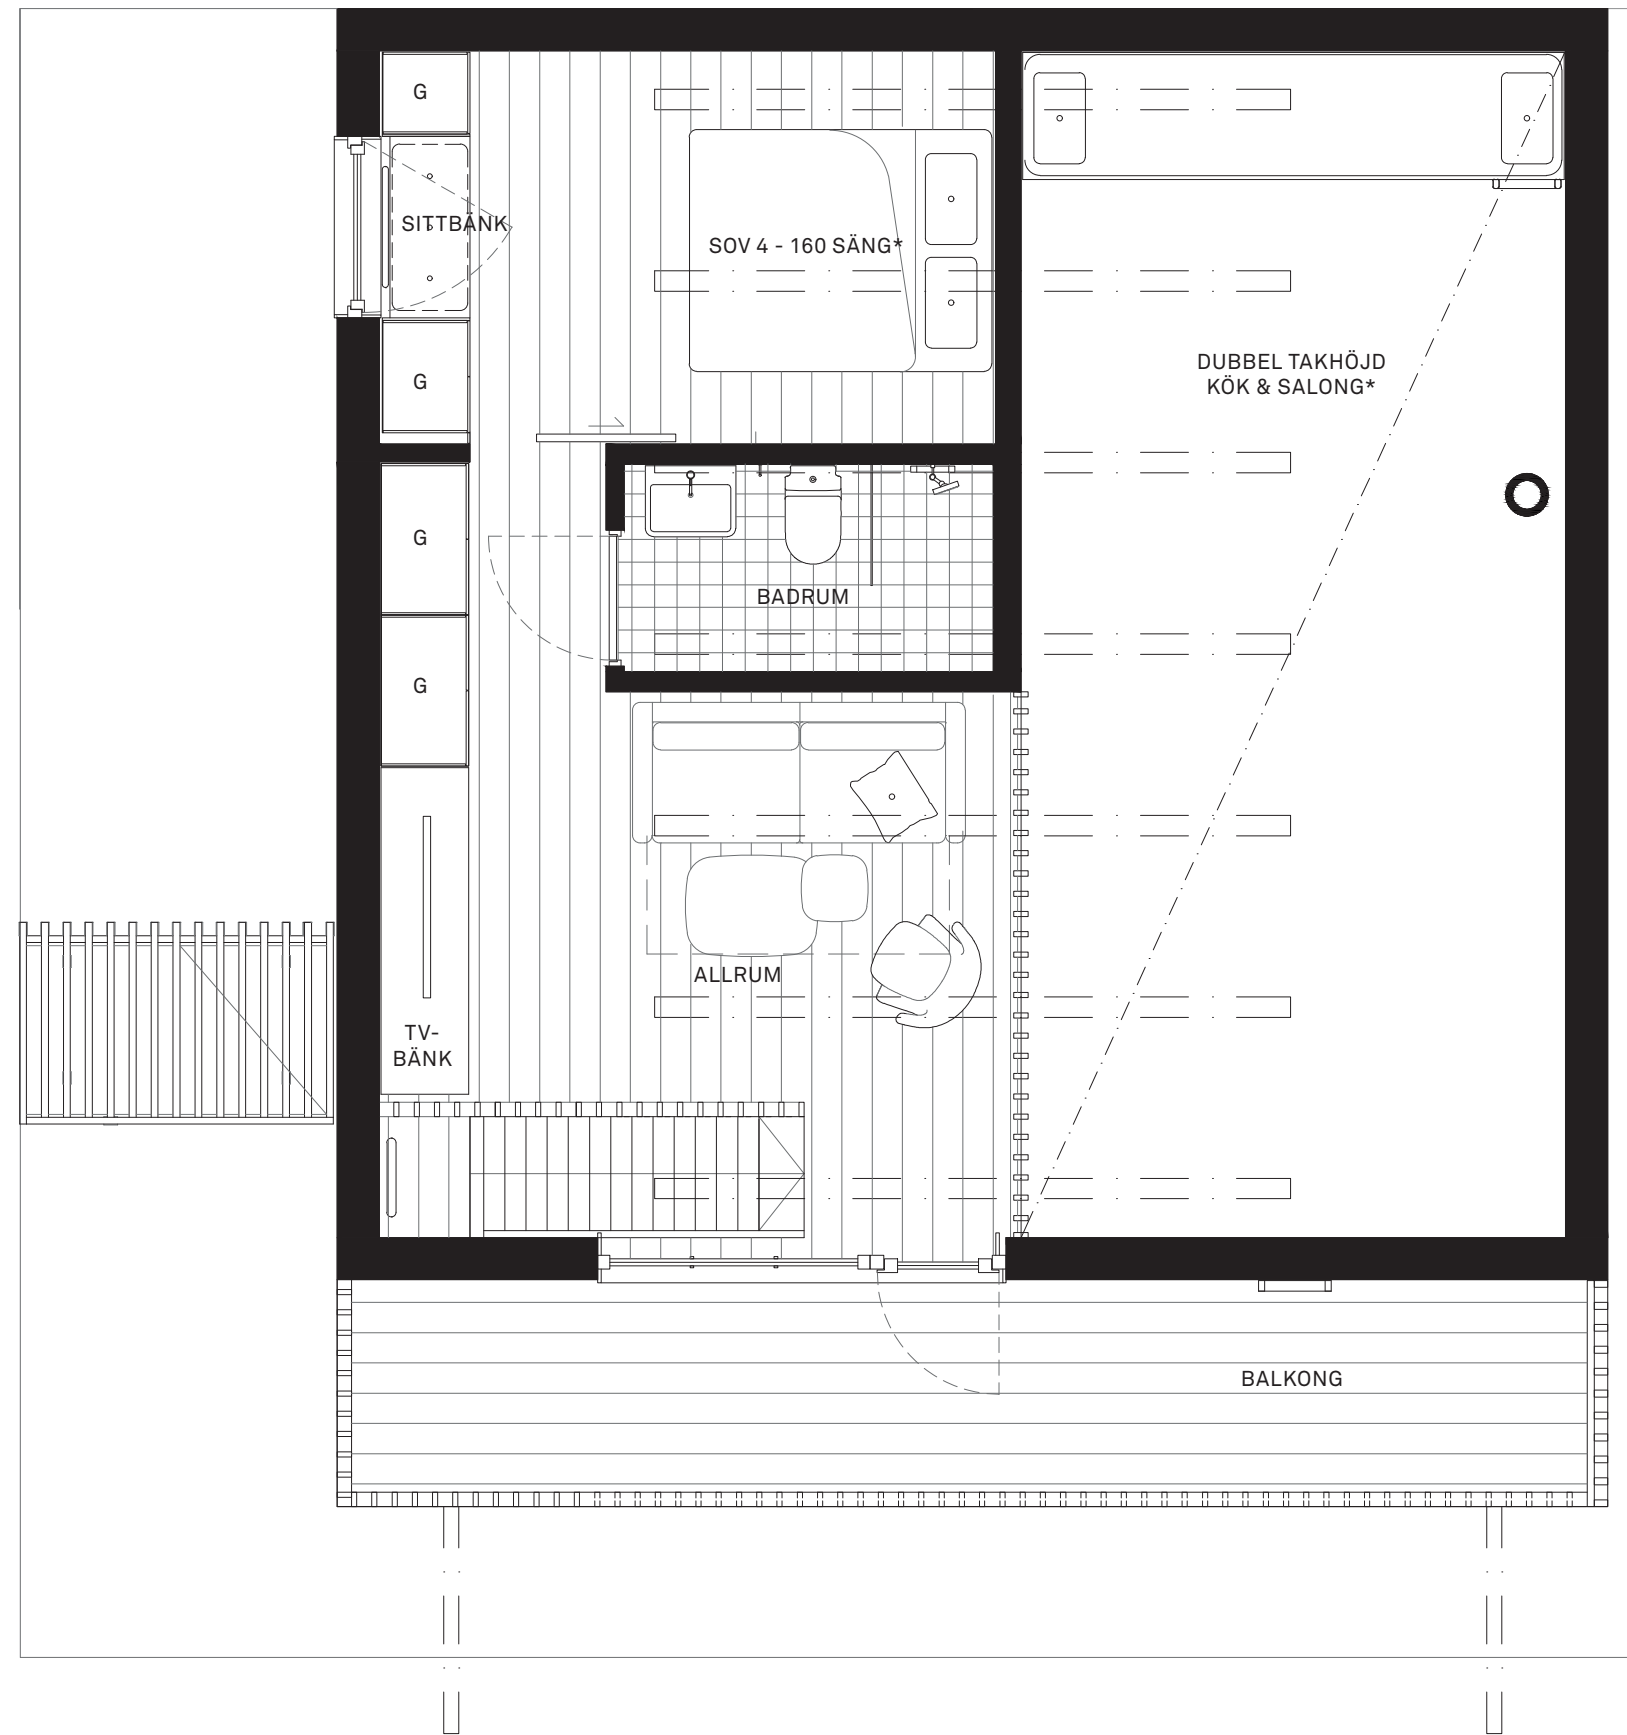 G
SITTBÄNK
SOV 4 - 160 SÄNG*
DUBBEL TAKHÖJD
KÖK & SALONG*
G
G
BADRUM
G
ALLRUM
TV-
BÄNK
BALKONG